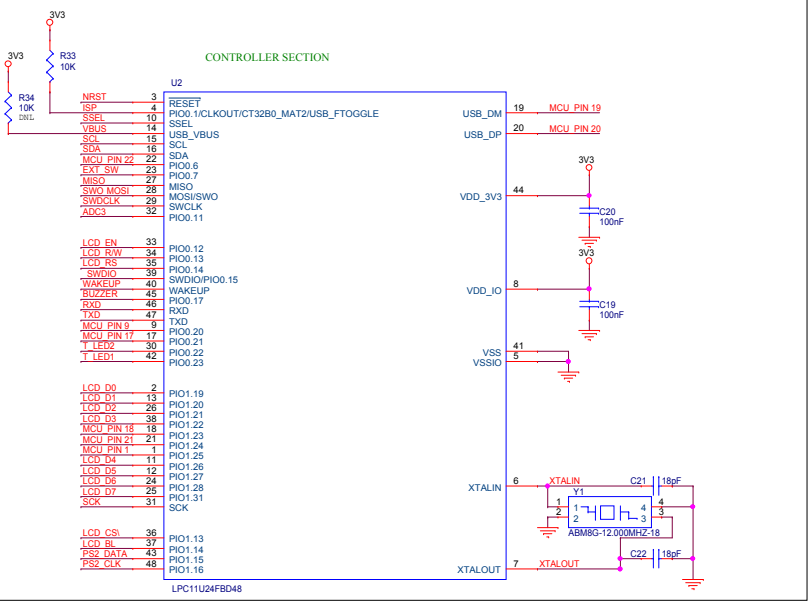 3V3
3V3
R33
10K
R34
10K
DNL
CONTROLLER SECTION
U2
NRST 3 RESET
ISP 4 PIO0.1/CLKOUT/CT32B0_MAT2/USB_FTOGGLE
SSEL 10 SSEL
VBUS 14 USB_VBUS
SCL 15 SCL
SDA 16 SDA
MCU_PIN 22 22 PIO0.6
EXT_SW 23 PIO0.7
MISO 27 MISO
SWO MOSI 28 MOSI/SWO
SWDCLK 29 SWCLK
ADC3 32 PIO0.11
LCD_EN 33 PIO0.12
LCD_R/W 34 PIO0.13
LCD_RS 35 PIO0.14
SWDIO 39 SWDIO/PIO0.15
WAKEUP 40 WAKEUP
BUZZER 45 PIO0.17
RXD 46 RXD
TXD 47 TXD
MCU_PIN 9 9 PIO0.20
MCU_PIN 17 17 PIO0.21
T_LED2 30 PIO0.22
T_LED1 42 PIO0.23
LCD_D0 2 PIO1.19
LCD_D1 13 PIO1.20
LCD_D2 26 PIO1.21
LCD_D3 38 PIO1.22
MCU_PIN 18 18 PIO1.23
MCU_PIN 21 21 PIO1.24
MCU_PIN 1 1 PIO1.25
LCD_D4 11 PIO1.26
LCD_D5 12 PIO1.27
LCD_D6 24 PIO1.28
LCD_D7 25 PIO1.31
SCK 31 SCK
LCD_CS\ 36 PIO1.13
LCD_BL 37 PIO1.14
PS2_DATA 43 PIO1.15
PS2_CLK 48 PIO1.16
LPC11U24FBD48
USB_DM 19 MCU_PIN 19
USB_DP 20 MCU_PIN 20
3V3
VDD_3V3 44
C20
100nF
3V3
VDD_IO 8
C19
100nF
VSS 41
VSSIO 5
XTALIN 6 XTALIN
C21 18pF
Y1
1 1 4 4
2 2 3 3
ABM8G-12.000MHZ-18
C22 18pF
XTALOUT 7 XTALOUT